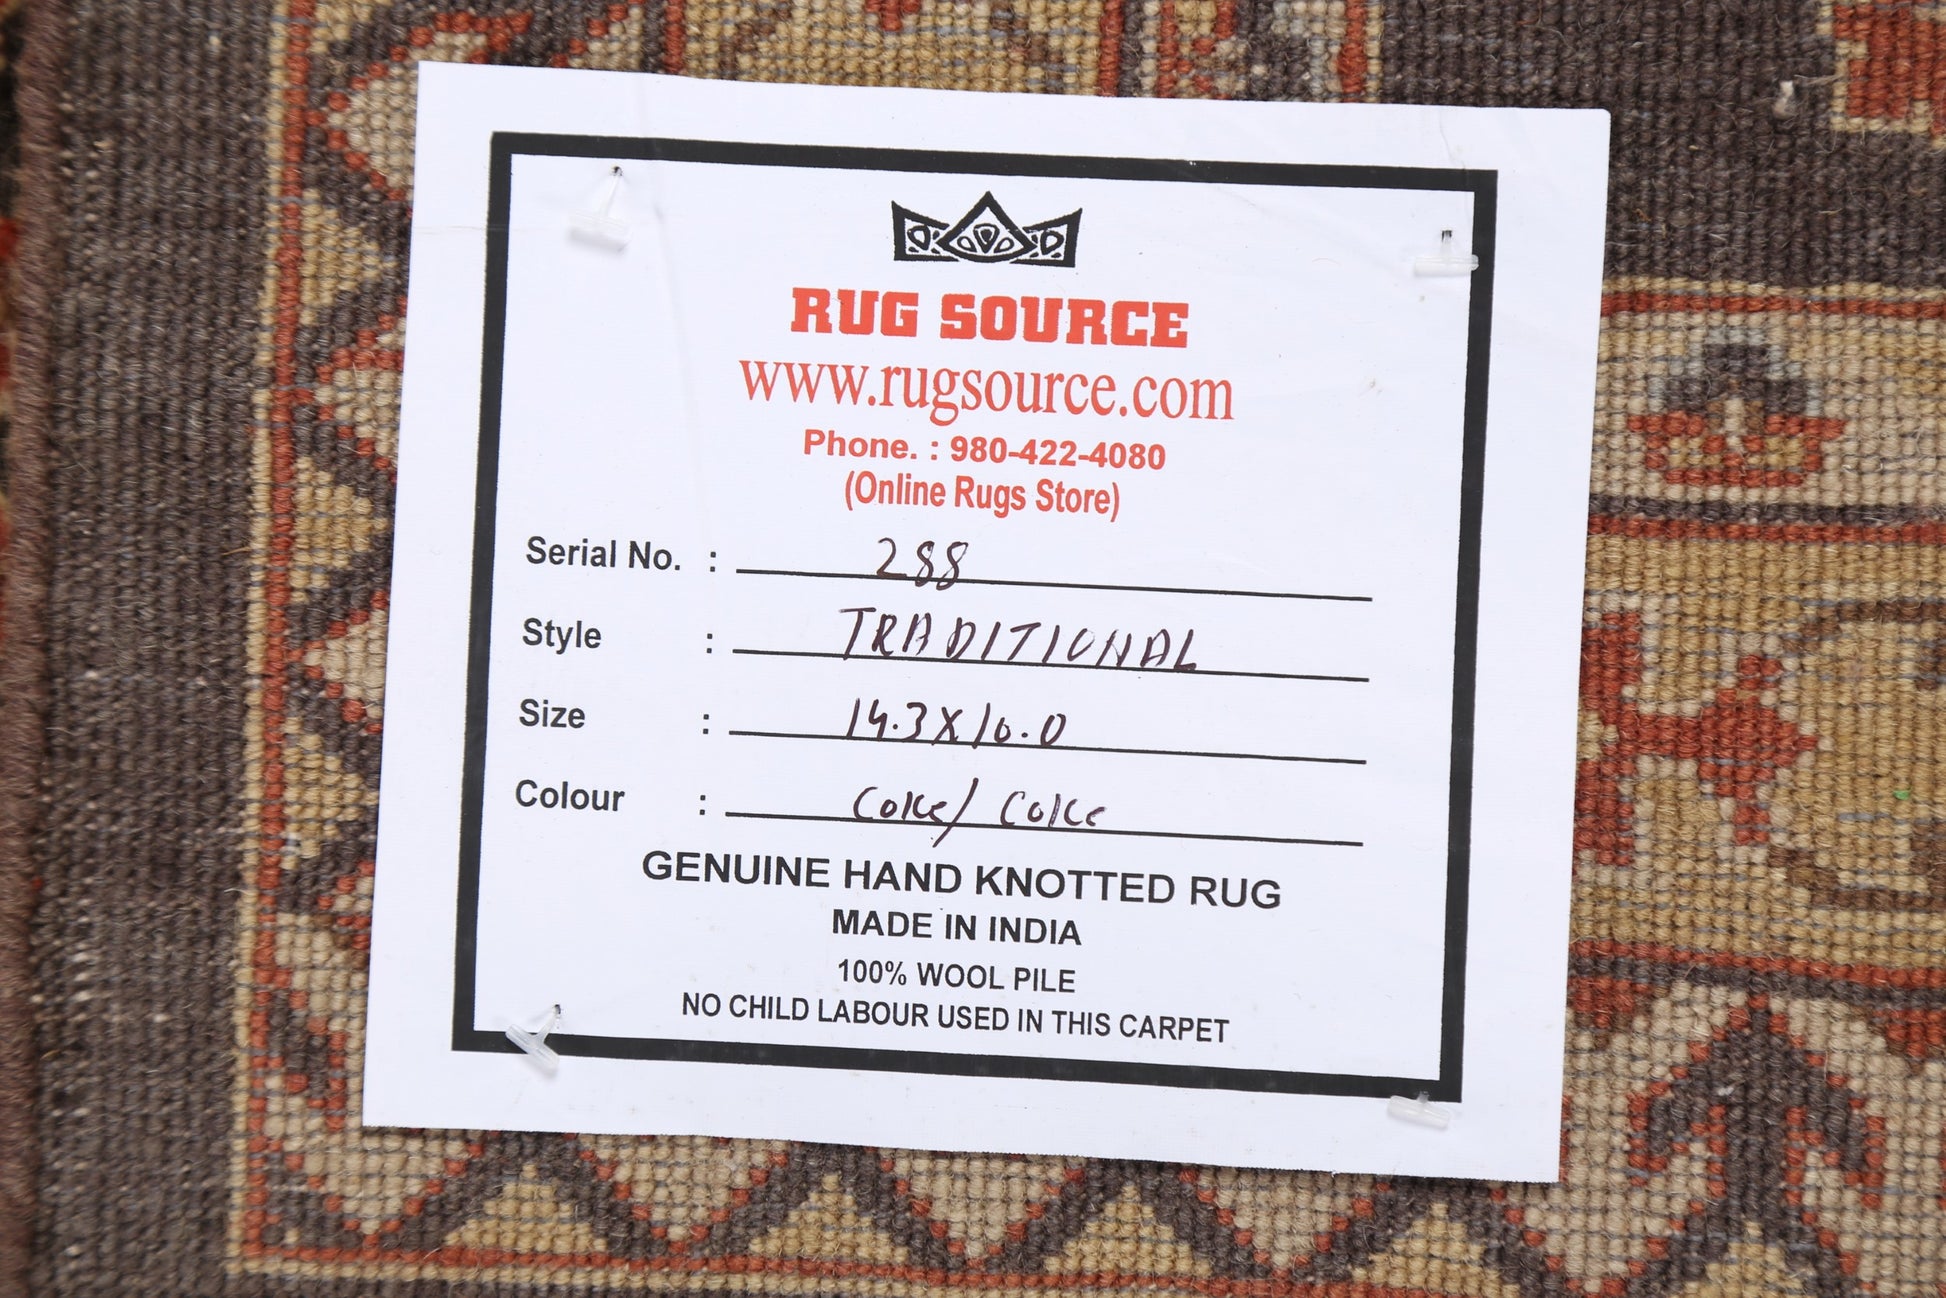 RUG SOURCE
www.rugsource.com
Phone. : 980-422-4080
(Online Rugs Store)
Serial No. : 288
Style : TRADITIONAL
Size : 14.3X10.0
Colour : Coke/ Coke
GENUINE HAND KNOTTED RUG
MADE IN INDIA
100% WOOL PILE
NO CHILD LABOUR USED IN THIS CARPET